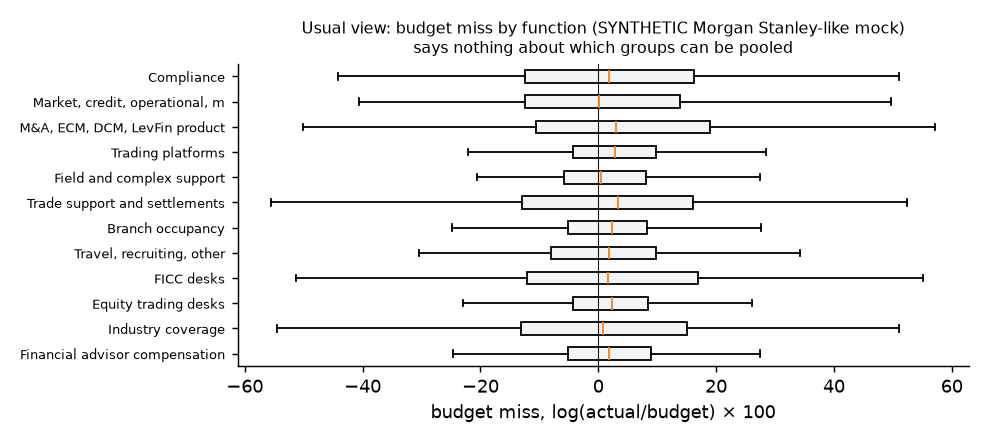 Usual view: budget miss by function (SYNTHETIC Morgan Stanley-like mock)
says nothing about which groups can be pooled
Compliance
Market, credit, operational, m
M&A, ECM, DCM, LevFin product
Trading platforms
Field and complex support
Trade support and settlements
Branch occupancy
Travel, recruiting, other
FICC desks
Equity trading desks
Industry coverage
Financial advisor compensation
−60 −40 −20 0 20 40 60
budget miss, log(actual/budget) × 100